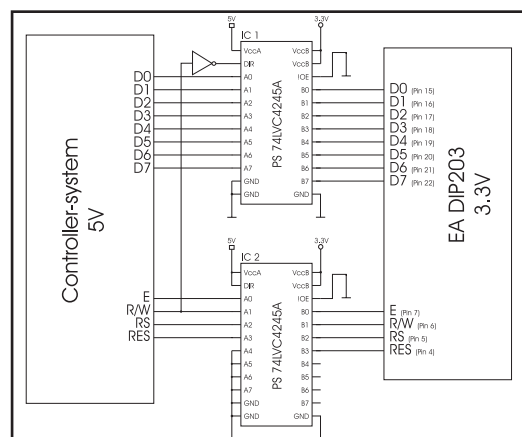 IC 1
5V
3.3V
VccA
VccB
DIR
VccB
IOE
D0
A0
B0
D0 (Pin 15)
D1
A1
B1
D1 (Pin 16)
D2
A2
B2
D2 (Pin 17)
D3
A3
B3
D3 (Pin 18)
D4
A4
B4
D4 (Pin 19)
D5
A5
B5
D5 (Pin 20)
D6
A6
B6
D6 (Pin 21)
D7
A7
B7
D7 (Pin 22)
GND
GND
PS 74LVC4245A
Controller-system
5V
EA DIP203
3.3V
5V
3.3V
IC 2
VccA
VccB
DIR
VccB
IOE
E
A0
B0
E (Pin 7)
R/W
A1
B1
R/W (Pin 6)
RS
A2
B2
RS (Pin 5)
RES
A3
B3
RES (Pin 4)
A4
B4
A5
B5
A6
B6
A7
B7
GND
GND
GND
PS 74LVC4245A